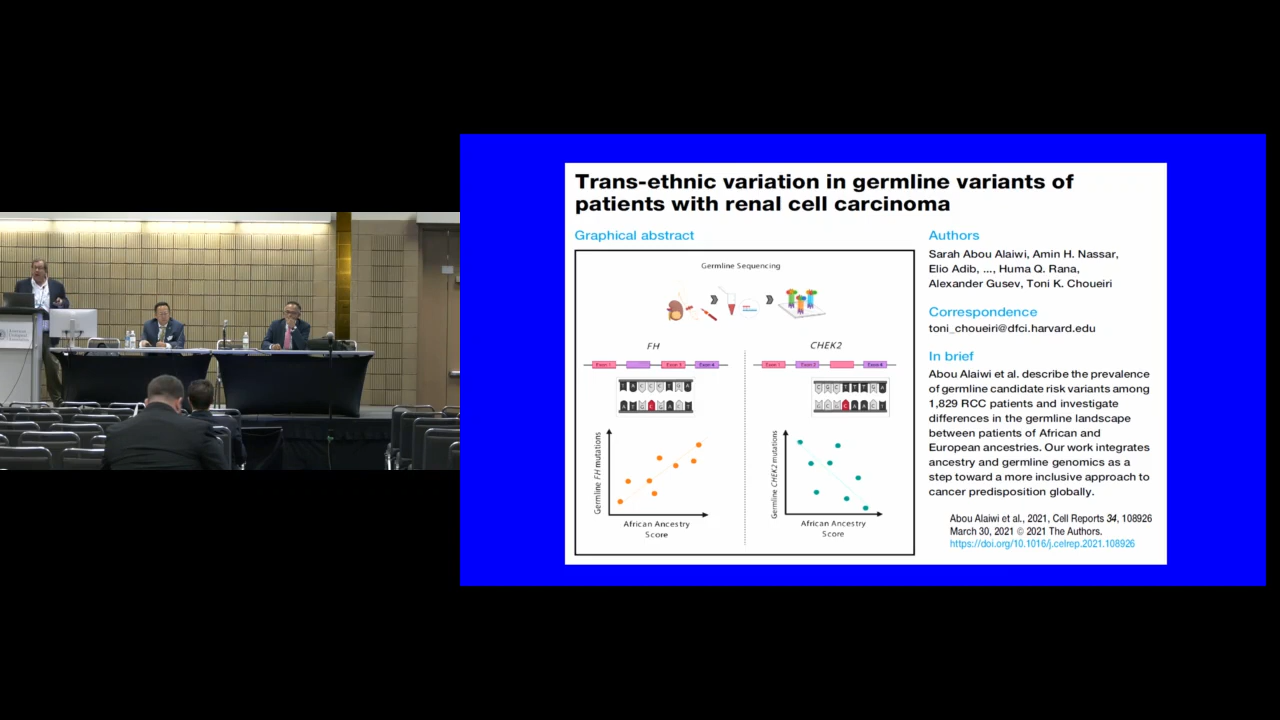 Trans-ethnic variation in germline variants of
patients with renal cell carcinoma
Graphical abstract
Germline Sequencing
FH
Exon 1
Exon 3
Exon 4
Germline FH mutations
African Ancestry
Score
CHEK2
Exon 1
Exon 2
Exon 4
Germline CHEK2 mutations
African Ancestry
Score
Authors
Sarah Abou Alaiwi, Amin H. Nassar,
Elio Adib, ..., Huma Q. Rana,
Alexander Gusev, Toni K. Choueiri
Correspondence
toni_choueiri@dfci.harvard.edu
In brief
Abou Alaiwi et al. describe the prevalence
of germline candidate risk variants among
1,829 RCC patients and investigate
differences in the germline landscape
between patients of African and
European ancestries. Our work integrates
ancestry and germline genomics as a
step toward a more inclusive approach to
cancer predisposition globally.
Abou Alaiwi et al., 2021, Cell Reports 34, 108926
March 30, 2021 © 2021 The Authors.
https://doi.org/10.1016/j.celrep.2021.108926